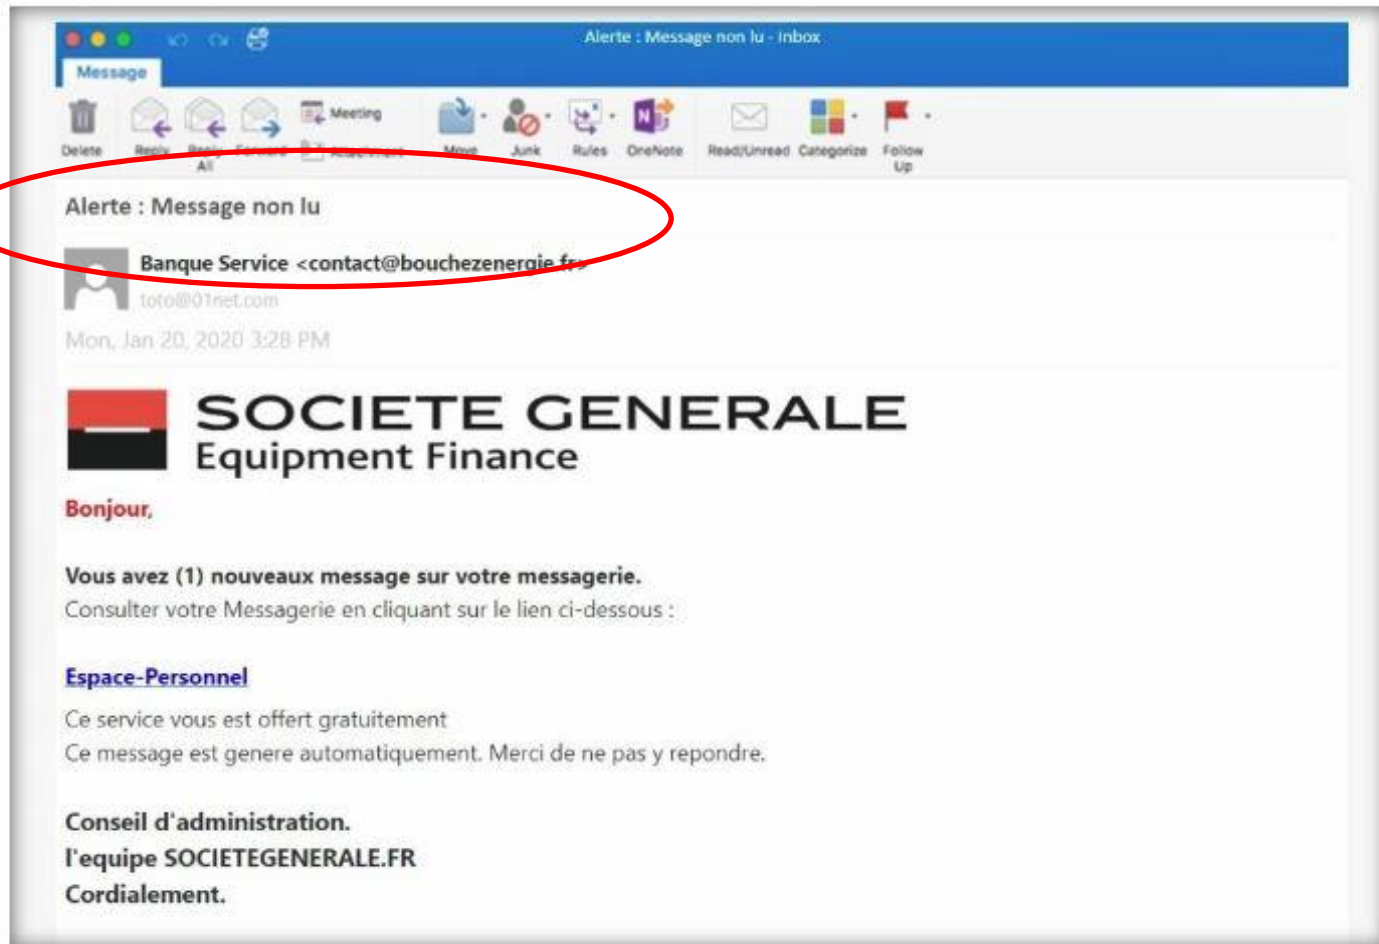 Alerte : Message non lu - Inbox
Message
Delete Reply Reply All Forward Meeting Attachment Move Junk Rules OneNote Read/Unread Categorize Follow Up
Alerte : Message non lu
Banque Service <contact@bouchezenergie.fr>
toto@01net.com
Mon, Jan 20, 2020 3:28 PM
SOCIETE GENERALE
Equipment Finance
Bonjour,
Vous avez (1) nouveaux message sur votre messagerie.
Consulter votre Messagerie en cliquant sur le lien ci-dessous :
Espace-Personnel
Ce service vous est offert gratuitement
Ce message est genere automatiquement. Merci de ne pas y repondre.
Conseil d'administration.
l'equipe SOCIETEGENERALE.FR
Cordialement.